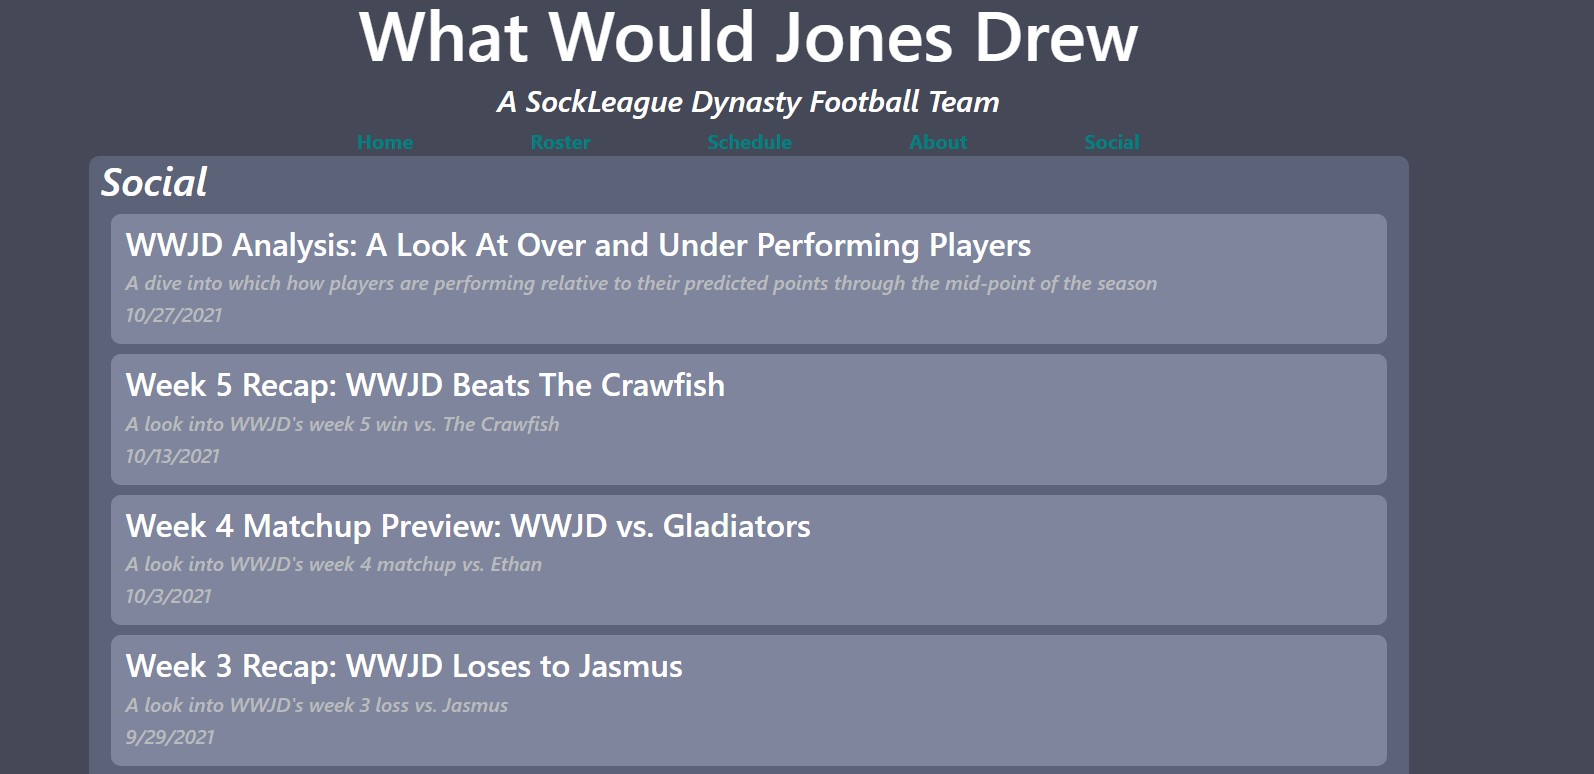 What Would Jones Drew
A SockLeague Dynasty Football Team
Home Roster Schedule About Social
Social
WWJD Analysis: A Look At Over and Under Performing Players
A dive into which how players are performing relative to their predicted points through the mid-point of the season
10/27/2021
Week 5 Recap: WWJD Beats The Crawfish
A look into WWJD's week 5 win vs. The Crawfish
10/13/2021
Week 4 Matchup Preview: WWJD vs. Gladiators
A look into WWJD's week 4 matchup vs. Ethan
10/3/2021
Week 3 Recap: WWJD Loses to Jasmus
A look into WWJD's week 3 loss vs. Jasmus
9/29/2021